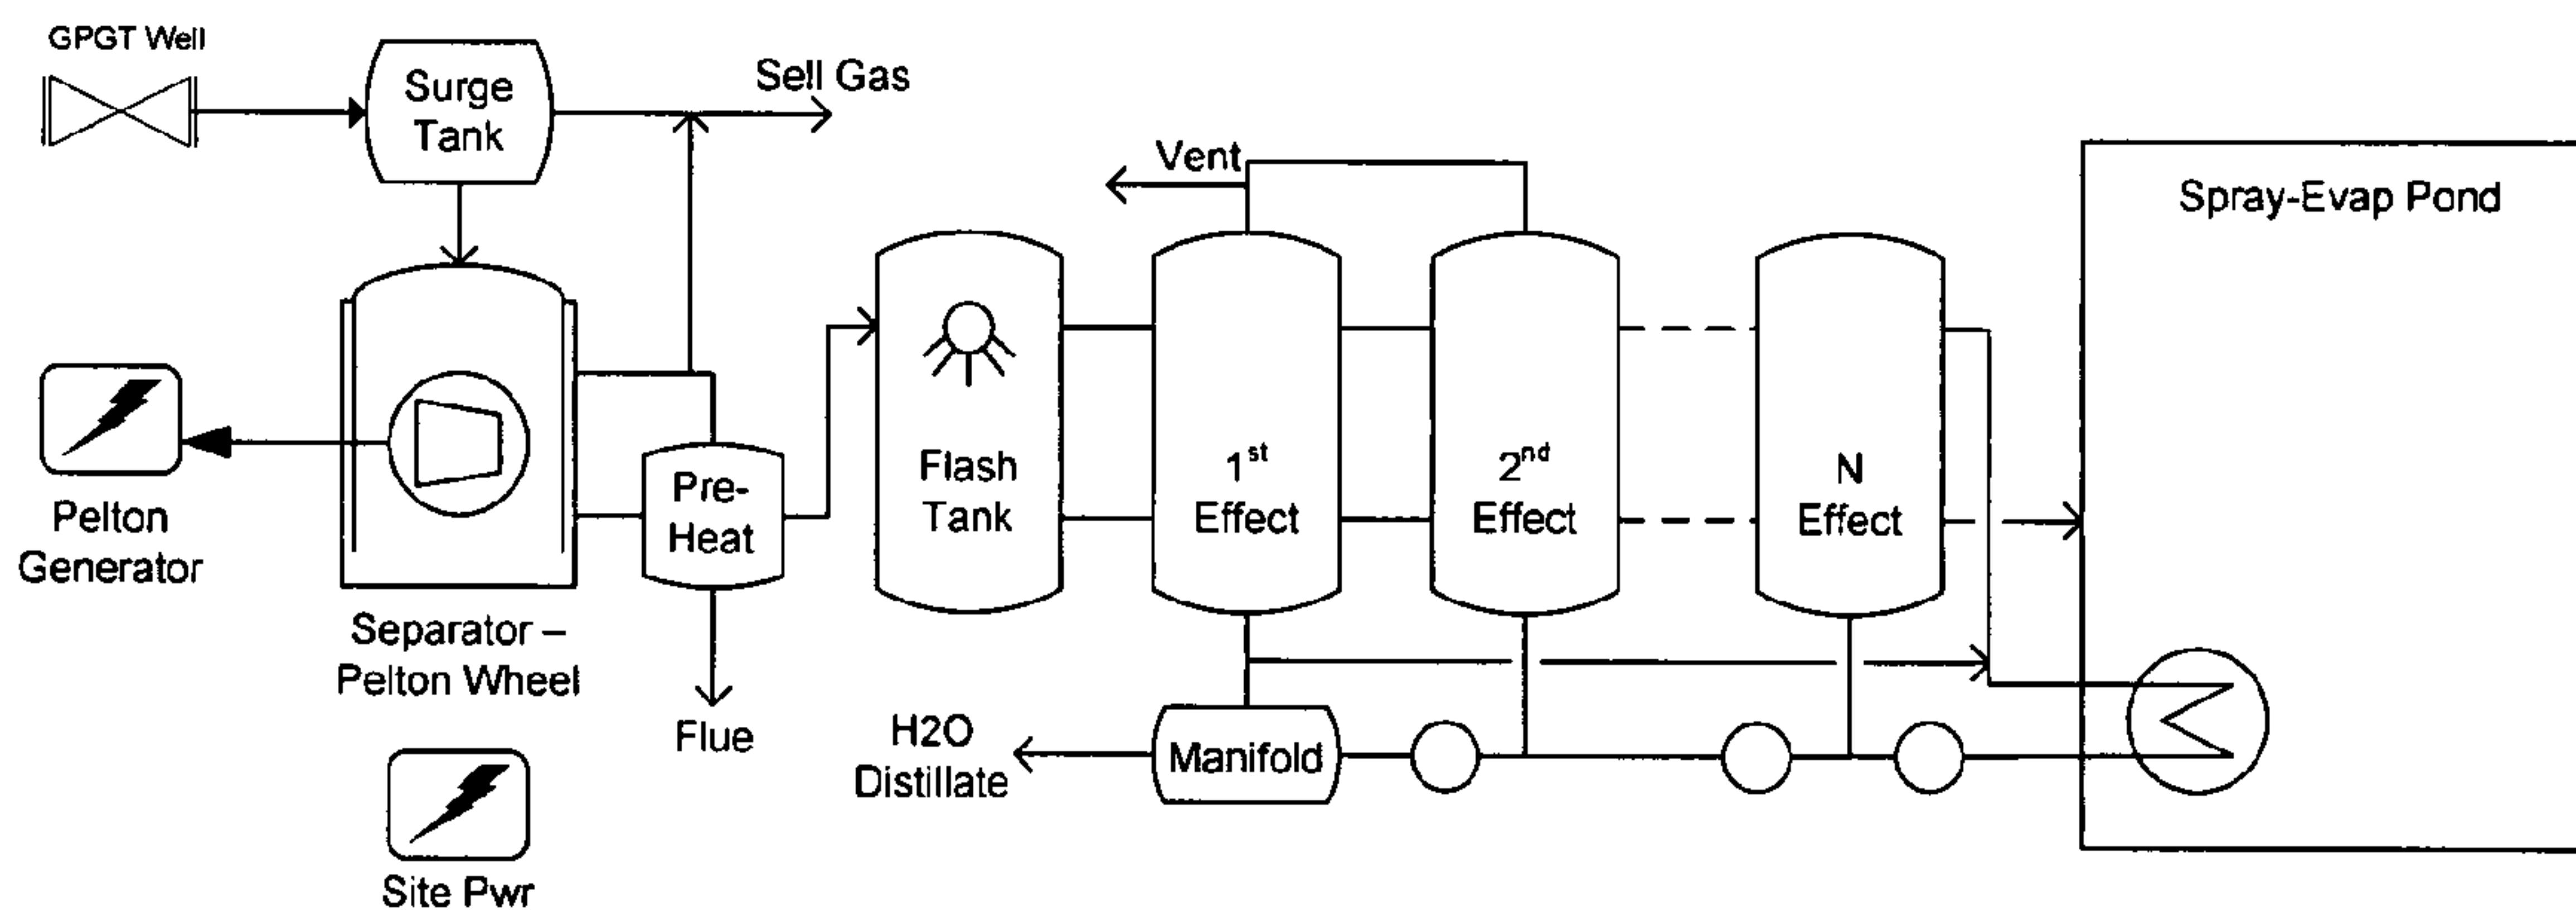 GPGT Well
Surge
Tank
Sell Gas
Vent
Spray-Evap Pond
Pelton
Generator
Separator –
Pelton Wheel
Pre-
Heat
Flue
Flash
Tank
1st
Effect
2nd
Effect
N
Effect
H2O
Distillate
Manifold
Site Pwr